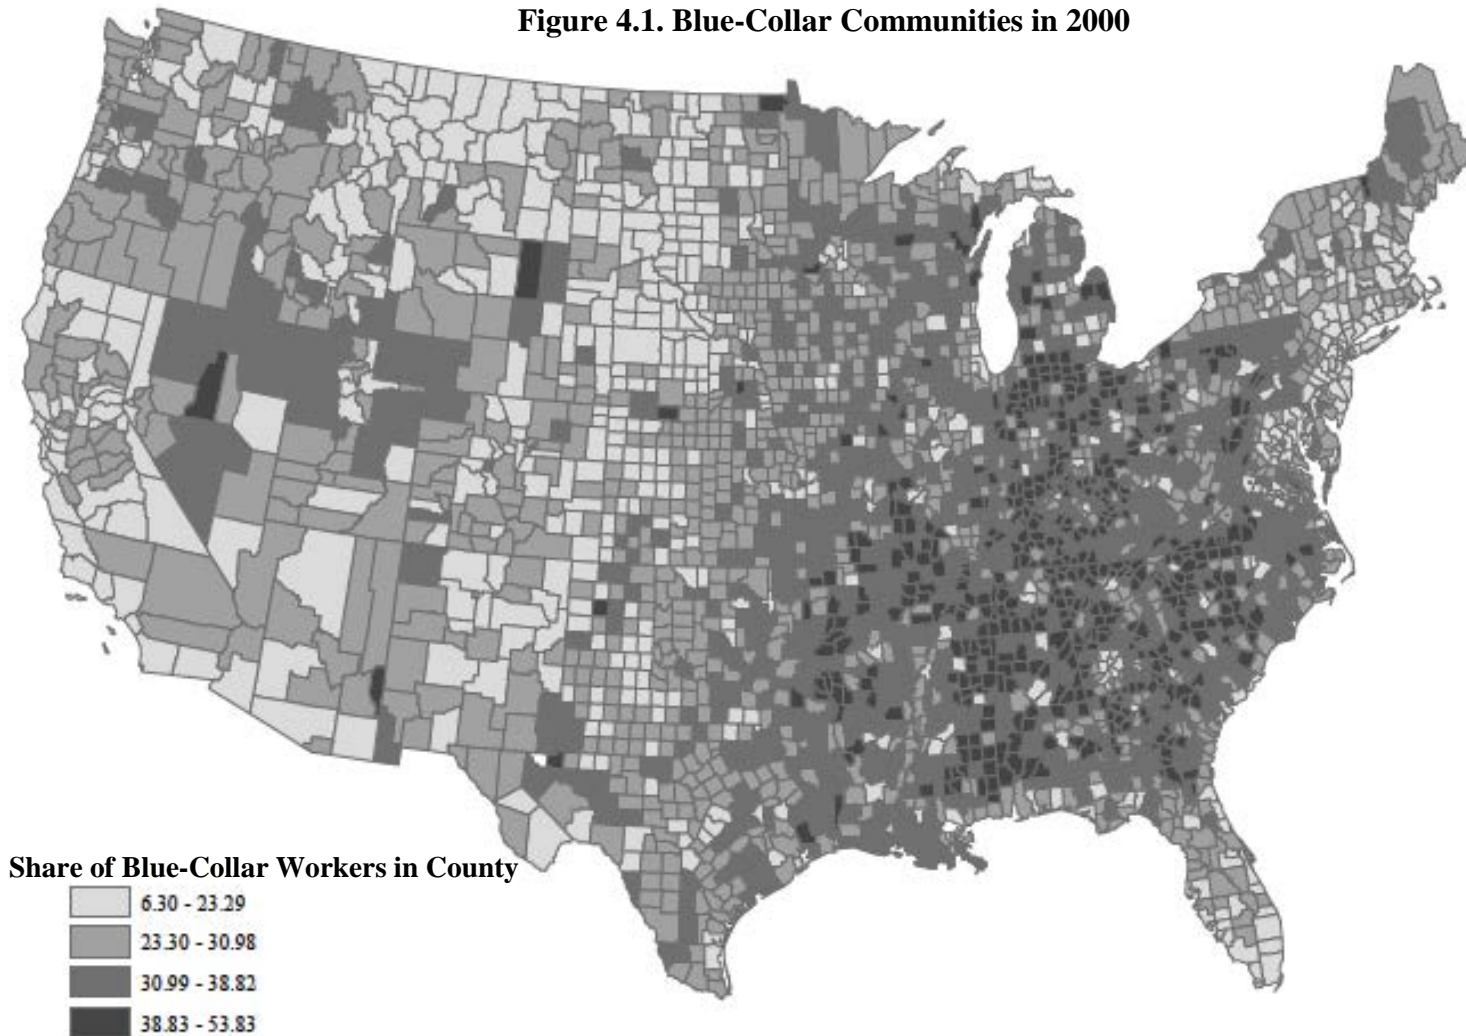 Figure 4.1. Blue-Collar Communities in 2000
Share of Blue-Collar Workers in County
6.30 - 23.29
23.30 - 30.98
30.99 - 38.82
38.83 - 53.83